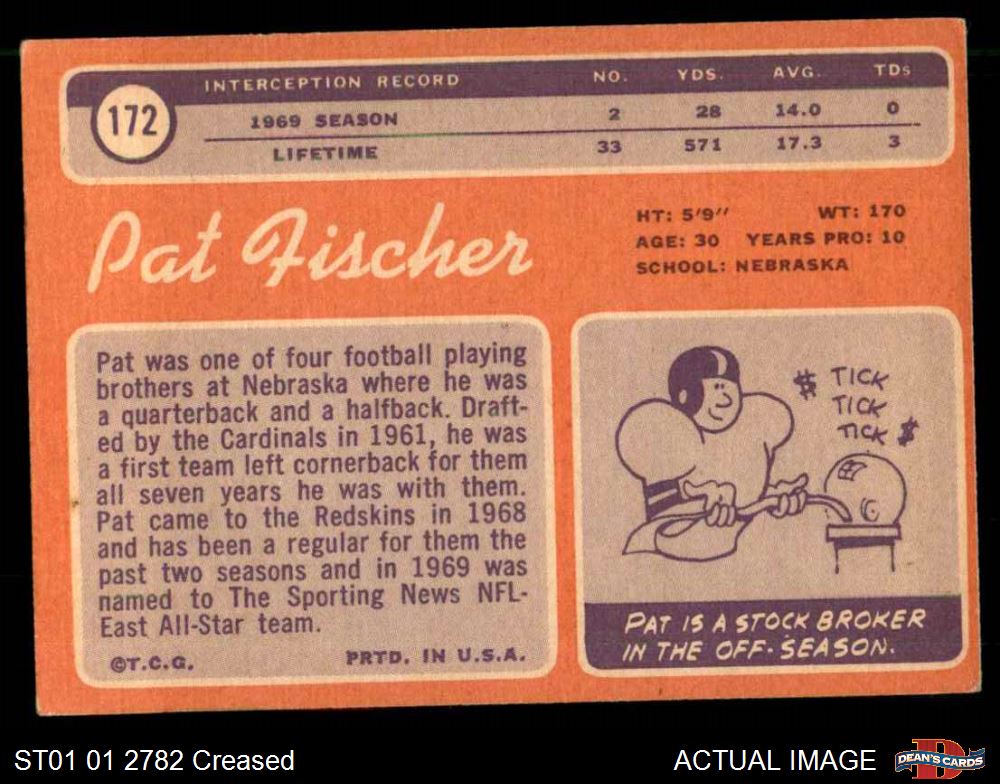 172
INTERCEPTION RECORD NO. YDS. AVG. TDs
1969 SEASON 2 28 14.0 0
LIFETIME 33 571 17.3 3
Pat Fischer
HT: 5'9'' WT: 170
AGE: 30 YEARS PRO: 10
SCHOOL: NEBRASKA
Pat was one of four football playing
brothers at Nebraska where he was
a quarterback and a halfback. Draft-
ed by the Cardinals in 1961, he was
a first team left cornerback for them
all seven years he was with them.
Pat came to the Redskins in 1968
and has been a regular for them the
past two seasons and in 1969 was
named to The Sporting News NFL-
East All-Star team.
©T.C.G. PRTD. IN U.S.A.
$ TICK
TICK
TICK $
PAT IS A STOCK BROKER
IN THE OFF-SEASON.
ST01 01 2782 Creased
ACTUAL IMAGE
D
DEAN'S CARDS